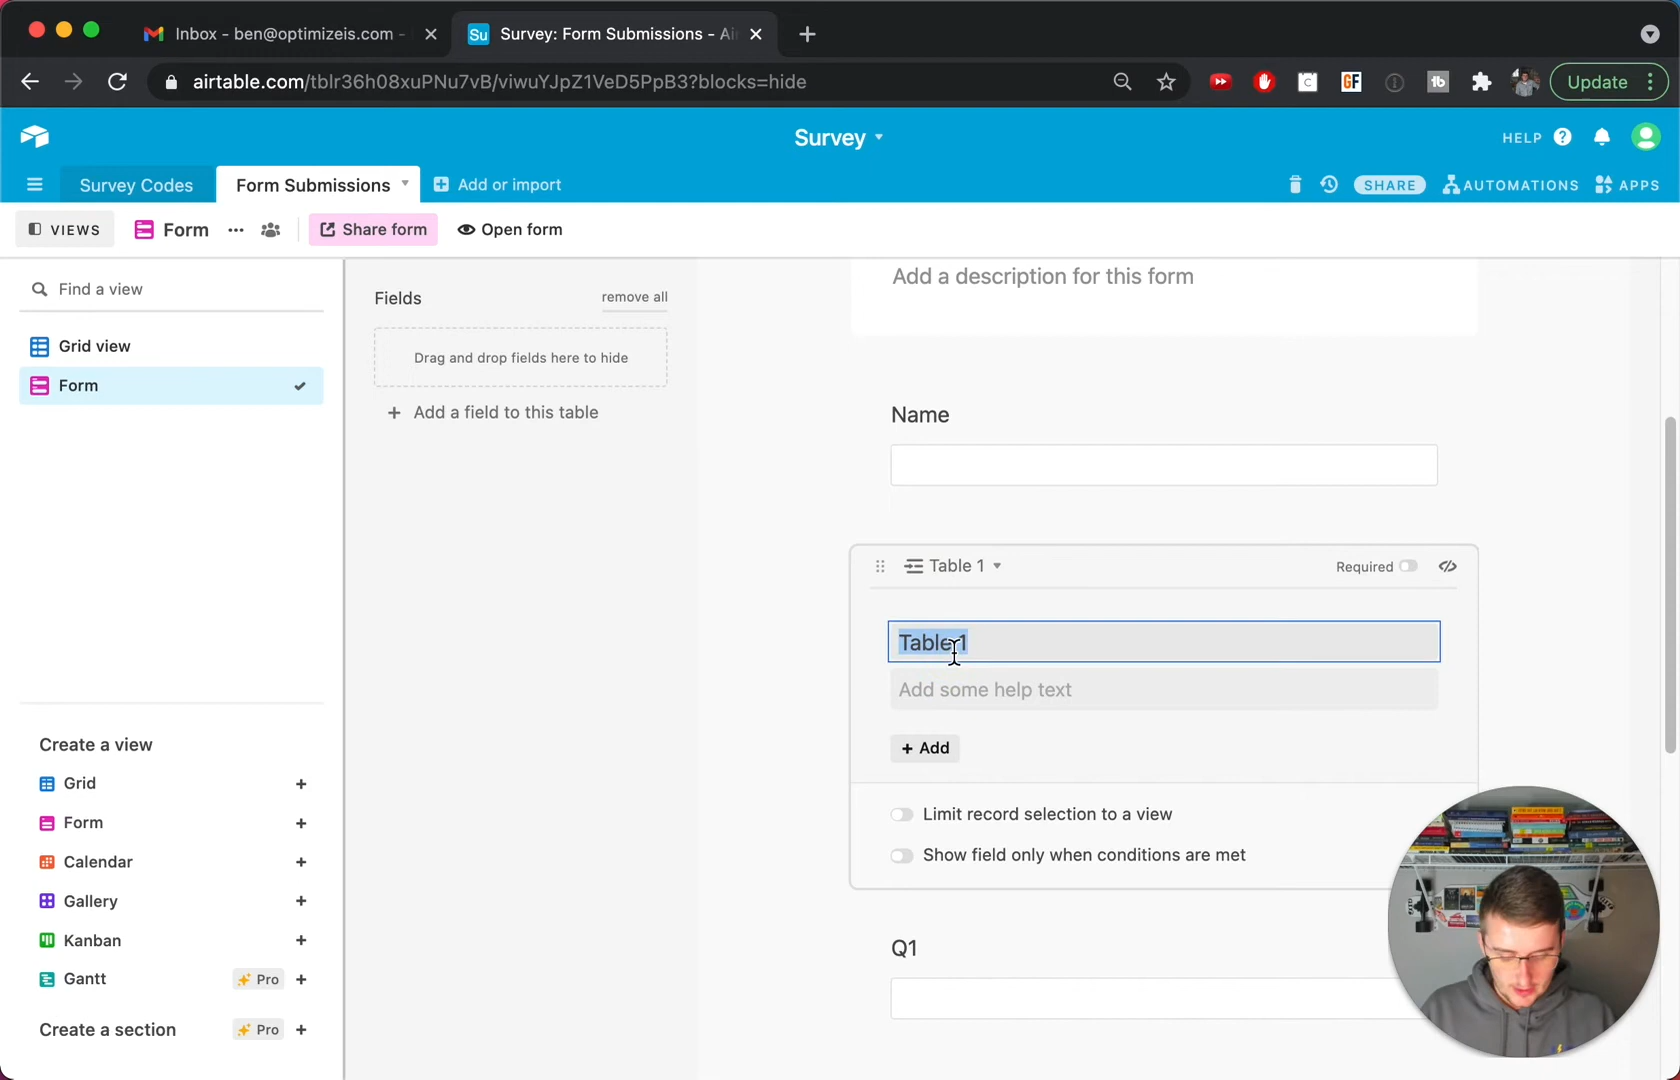 Inbox - ben@optimizeis.com -
Su Survey: Form Submissions - Ai
airtable.com/tblr36h08xuPNu7vB/viwuYJpZ1VeD5PpB3?blocks=hide
C GF tb Update
Survey
HELP
Survey Codes Form Submissions Add or import
SHARE AUTOMATIONS APPS
VIEWS Form Share form Open form
Find a view
Grid view
Form
Create a view
Grid
Form
Calendar
Gallery
Kanban
Gantt Pro
Create a section Pro
Fields remove all
Drag and drop fields here to hide
Add a field to this table
Add a description for this form
Name
Table 1 Required
Table 1
Add some help text
+ Add
Limit record selection to a view
Show field only when conditions are met
Q1